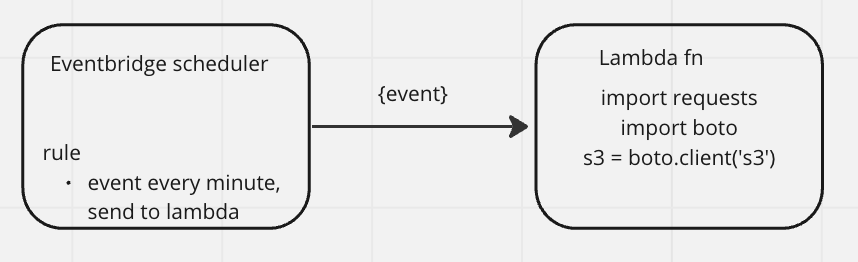 Eventbridge scheduler
rule
• event every minute,
send to lambda
{event}
Lambda fn
import requests
import boto
s3 = boto.client('s3')